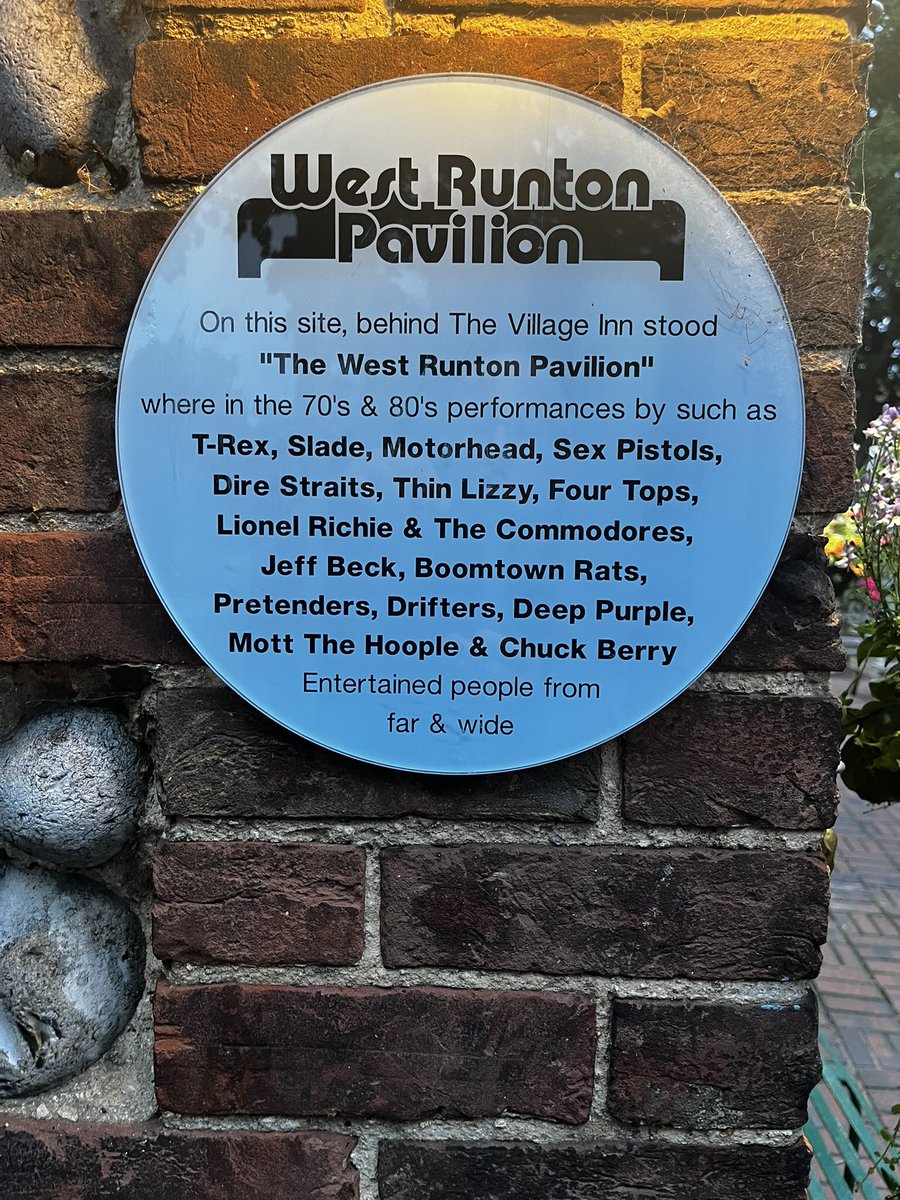 West Runton
Pavilion
On this site, behind The Village Inn stood
"The West Runton Pavilion"
where in the 70's & 80's performances by such as
T-Rex, Slade, Motorhead, Sex Pistols,
Dire Straits, Thin Lizzy, Four Tops,
Lionel Richie & The Commodores,
Jeff Beck, Boomtown Rats,
Pretenders, Drifters, Deep Purple,
Mott The Hoople & Chuck Berry
Entertained people from
far & wide